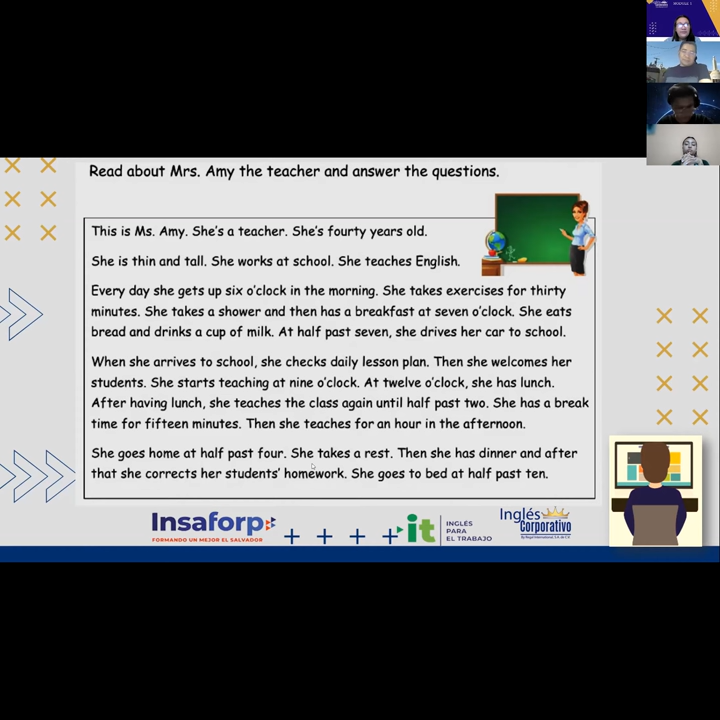 MODULE I
Read about Mrs. Amy the teacher and answer the questions.
This is Ms. Amy. She's a teacher. She's fourty years old.
She is thin and tall. She works at school. She teaches English.
Every day she gets up six o'clock in the morning. She takes exercises for thirty
minutes. She takes a shower and then has a breakfast at seven o'clock. She eats
bread and drinks a cup of milk. At half past seven, she drives her car to school.
When she arrives to school, she checks daily lesson plan. Then she welcomes her
students. She starts teaching at nine o'clock. At twelve o'clock, she has lunch.
After having lunch, she teaches the class again until half past two. She has a break
time for fifteen minutes. Then she teaches for an hour in the afternoon.
She goes home at half past four. She takes a rest. Then she has dinner and after
that she corrects her students' homework. She goes to bed at half past ten.
Insaforp
FORMANDO UN MEJOR EL SALVADOR
it
INGLÉS
PARA
EL TRABAJO
Inglés
Corporativo